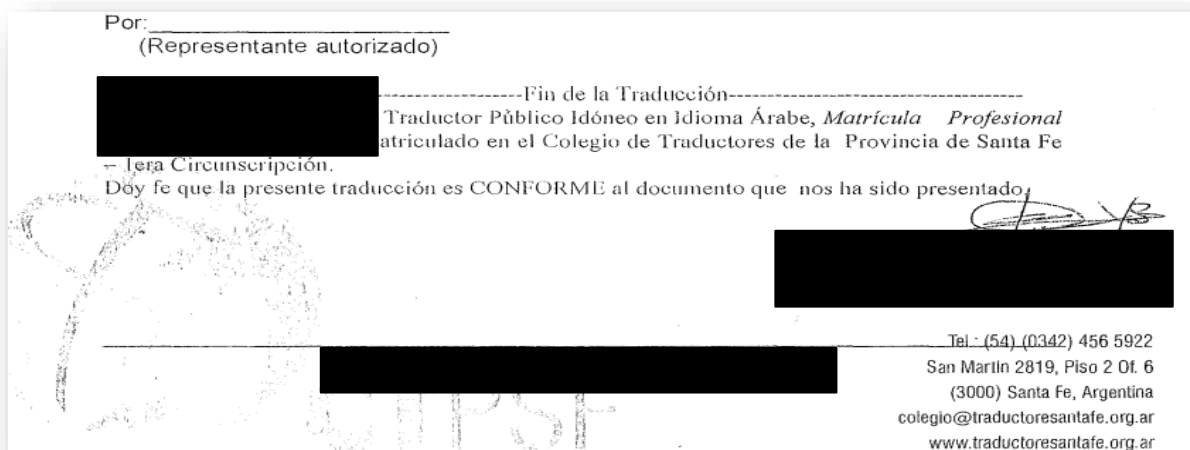 Por:____________________
(Representante autorizado)
------------------Fin de la Traducción--------------------------------------
Traductor Pùblico Idóneo en Idioma Árabe, Matrícula Profesional
atriculado en el Colegio de Traductores de la Provincia de Santa Fe
– 1era Circunscripción.
Doy fe que la presente traducción es CONFORME al documento que nos ha sido presentado.
Tel.: (54) (0342) 456 5922
San Martín 2819, Piso 2 Of. 6
(3000) Santa Fe, Argentina
colegio@traductoresantafe.org.ar
www.traductoresantafe.org.ar